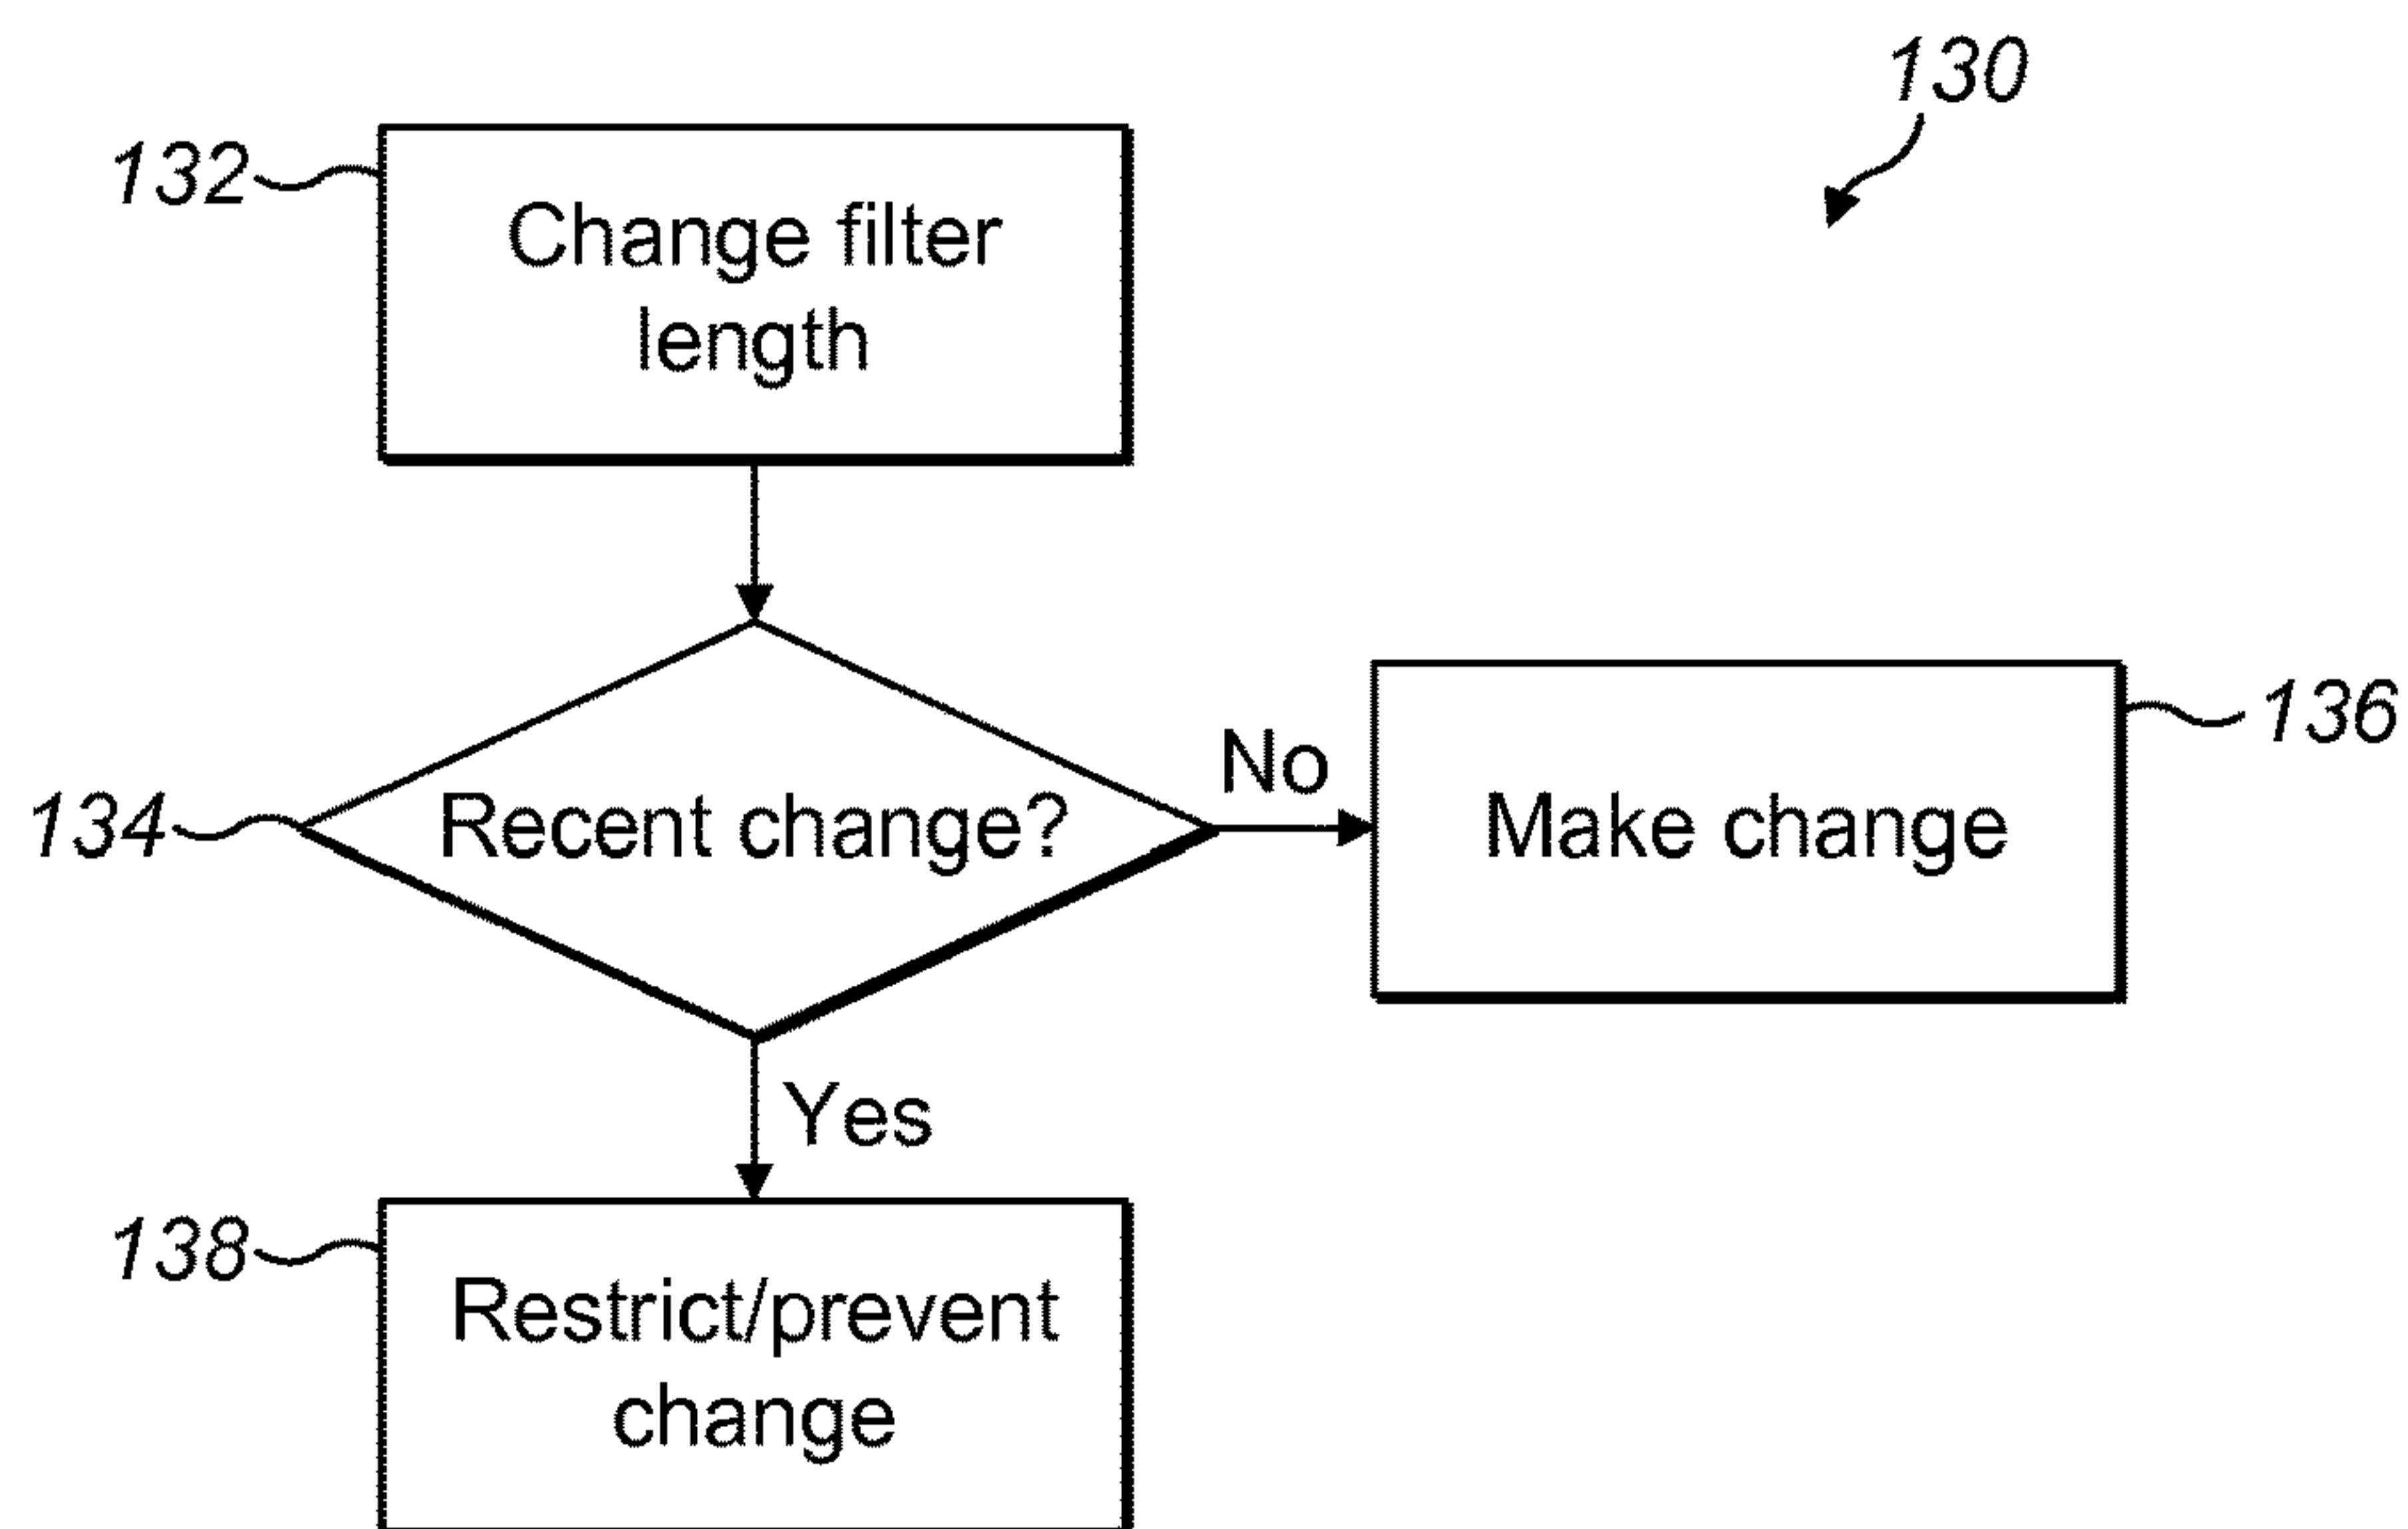 130
132
Change filter
length
134
Recent change?
No
Make change
136
Yes
138
Restrict/prevent
change